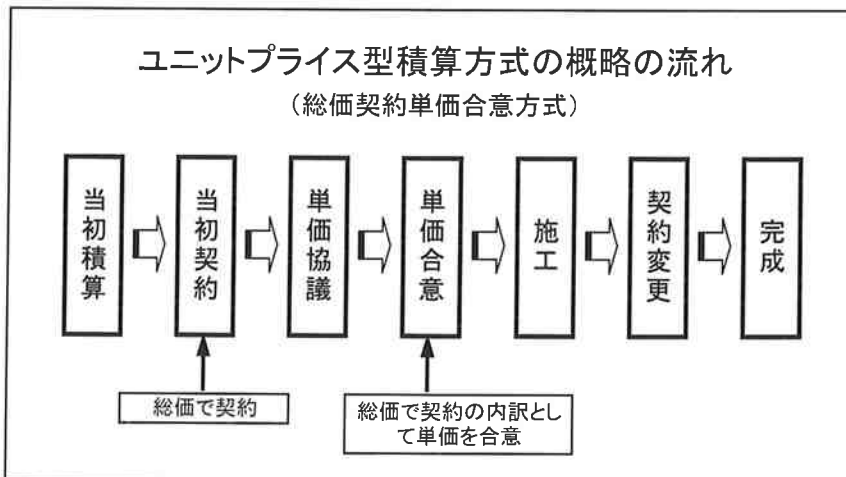 ユニットプライス型積算方式の概略の流れ
（総価契約単価合意方式）
当初積算
当初契約
単価協議
単価合意
施工
契約変更
完成
総価で契約
総価で契約の内訳とし
て単価を合意